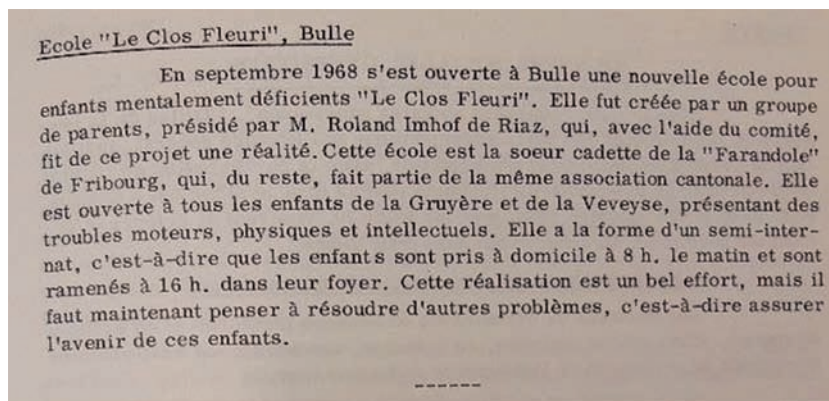 Ecole "Le Clos Fleuri", Bulle
En septembre 1968 s'est ouverte à Bulle une nouvelle école pour
enfants mentalement déficients "Le Clos Fleuri". Elle fut créée par un groupe
de parents, présidé par M. Roland Imhof de Riaz, qui, avec l'aide du comité,
fit de ce projet une réalité. Cette école est la soeur cadette de la "Farandole"
de Fribourg, qui, du reste, fait partie de la même association cantonale. Elle
est ouverte à tous les enfants de la Gruyère et de la Veveyse, présentant des
troubles moteurs, physiques et intellectuels. Elle a la forme d'un semi-inter-
nat, c'est-à-dire que les enfants sont pris à domicile à 8 h. le matin et sont
ramenés à 16 h. dans leur foyer. Cette réalisation est un bel effort, mais il
faut maintenant penser à résoudre d'autres problèmes, c'est-à-dire assurer
l'avenir de ces enfants.
------